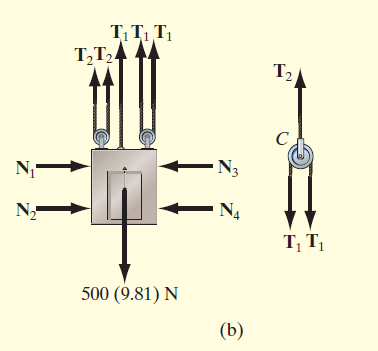 T₁ T₁ T₁
T₂ T₂
T₂
C
N₁
N₃
N₂
N₄
T₁ T₁
500 (9.81) N
(b)